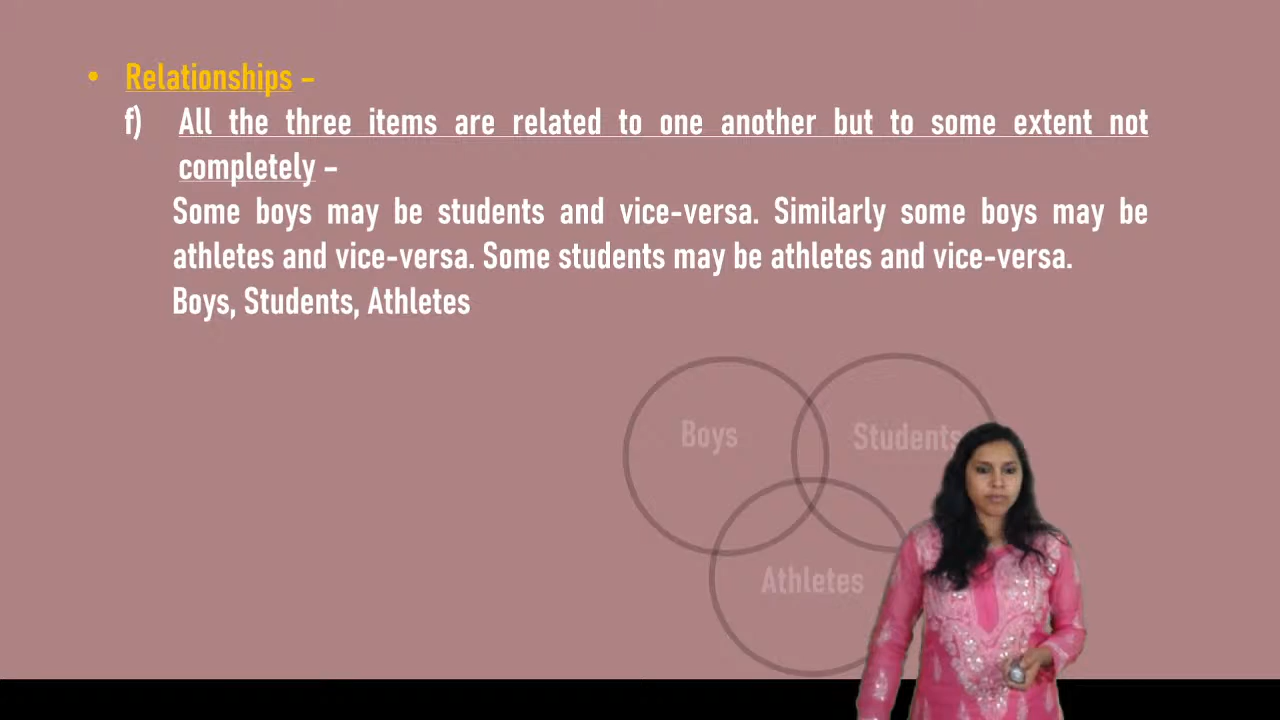 • Relationships –
f) All the three items are related to one another but to some extent not
completely –
Some boys may be students and vice-versa. Similarly some boys may be
athletes and vice-versa. Some students may be athletes and vice-versa.
Boys, Students, Athletes
Boys
Students
Athletes